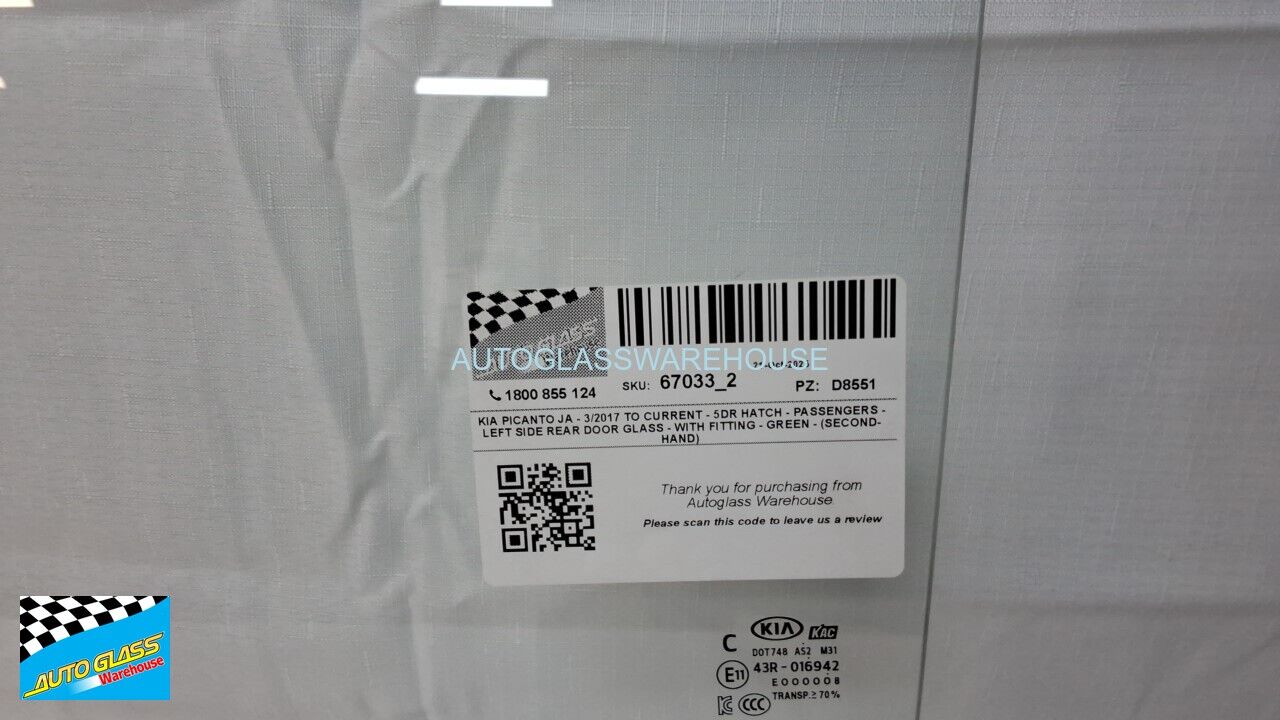 AUTOGLASSWAREHOUSE
1800 855 124
SKU: 67033_2
PZ: D8551
KIA PICANTO JA - 3/2017 TO CURRENT - 5DR HATCH - PASSENGERS -
LEFT SIDE REAR DOOR GLASS - WITH FITTING - GREEN - (SECOND-
HAND)
Thank you for purchasing from
Autoglass Warehouse.
Please scan this code to leave us a review
KIA KAC
C
DOT748 AS2 M31
E11 43R - 016942
E000008
TRANSP.≥70%
CCC
AUTO GLASS
Warehouse